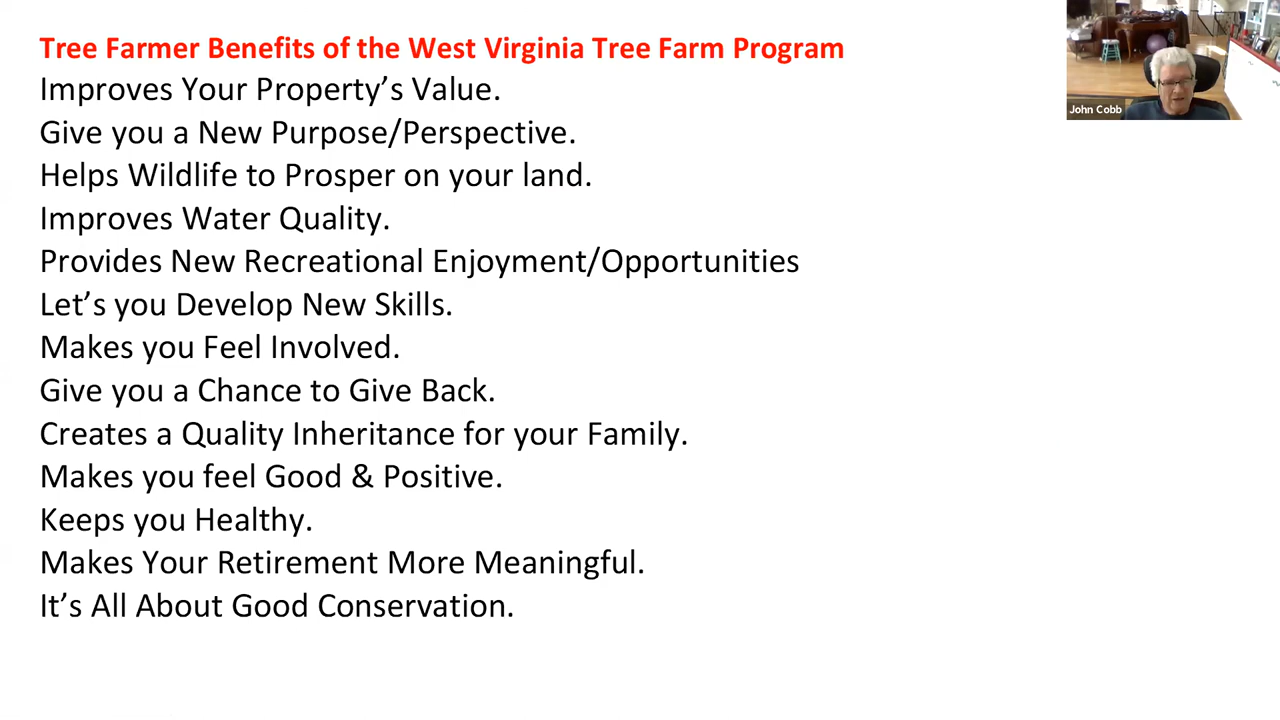 Tree Farmer Benefits of the West Virginia Tree Farm Program
Improves Your Property’s Value.
Give you a New Purpose/Perspective.
Helps Wildlife to Prosper on your land.
Improves Water Quality.
Provides New Recreational Enjoyment/Opportunities
Let’s you Develop New Skills.
Makes you Feel Involved.
Give you a Chance to Give Back.
Creates a Quality Inheritance for your Family.
Makes you feel Good & Positive.
Keeps you Healthy.
Makes Your Retirement More Meaningful.
It’s All About Good Conservation.
John Cobb